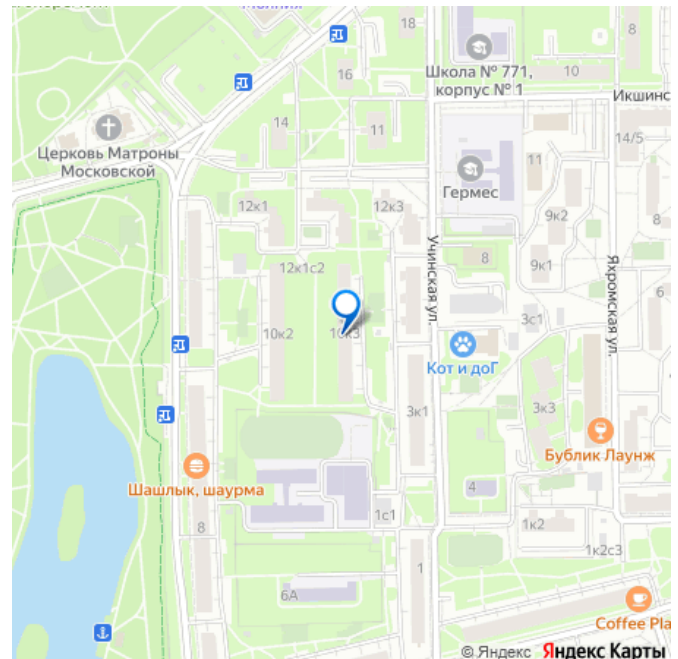 18
8
Школа № 771,
корпус № 1
10
Икшинс
16
14
11
14/5
11
Церковь Матроны
Московской
Гермес
12к1
12к3
9к2
8
8
9к1
12к1с2
Учинская ул.
Яхромская ул.
6
3с1
10к2
10к3
Кот и доГ
3к1
3к3
Бублик Лаунж
Шашлык, шаурма
4
8
1с1
1к2
1к2с3
1
6А
Coffee Pla
© Яндекс Яндекс Карты